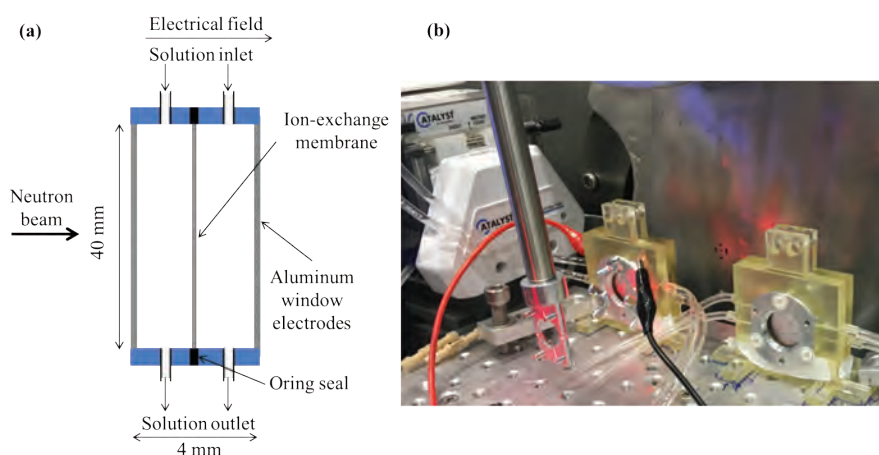 (a)
Electrical field
Solution inlet
Ion-exchange
membrane
Neutron
beam
40 mm
Aluminum
window
electrodes
Oring seal
Solution outlet
4 mm
(b)
ATALYST
ATALYST